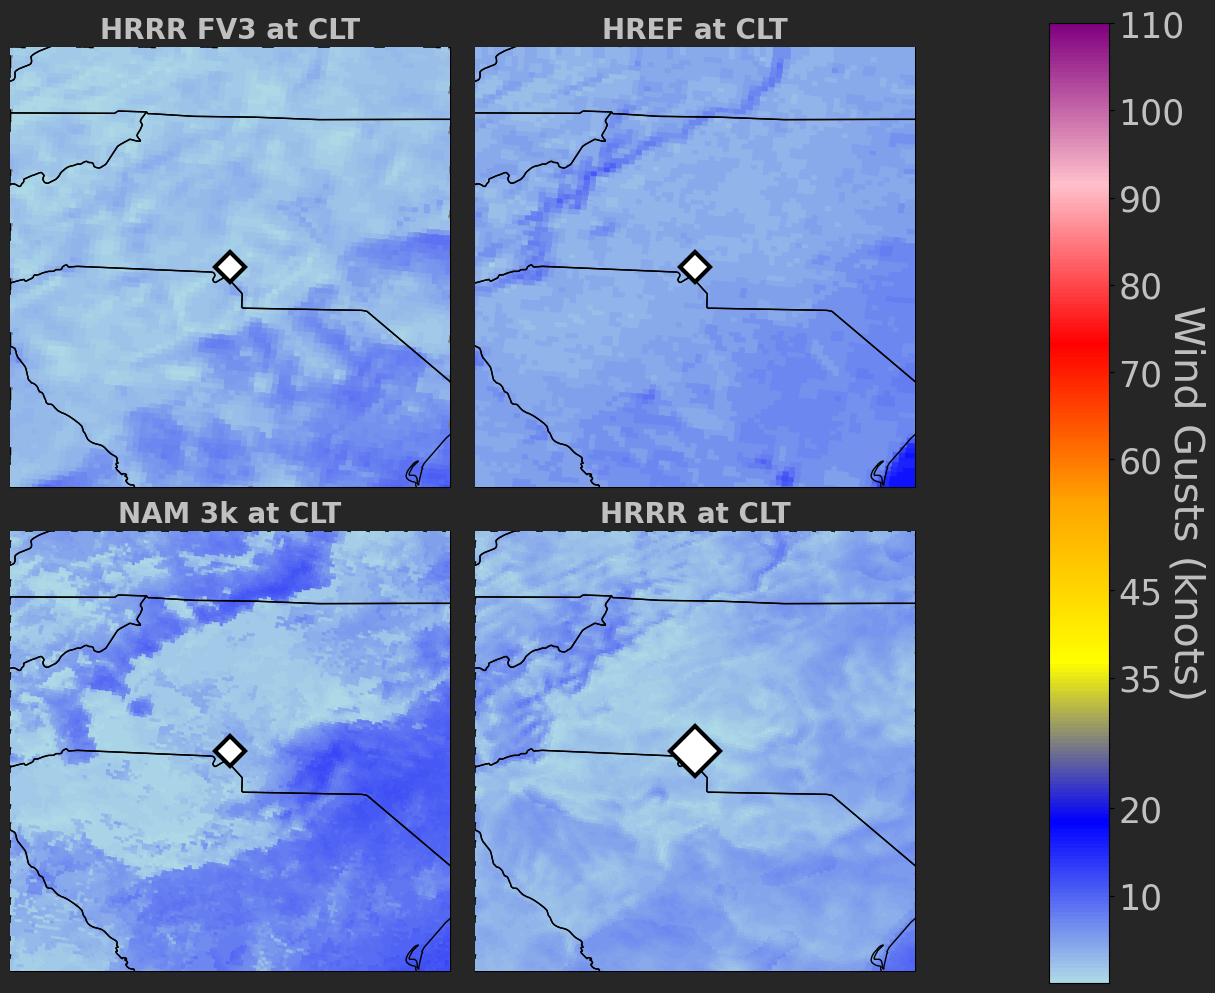 HRRR FV3 at CLT
HREF at CLT
NAM 3k at CLT
HRRR at CLT
110
100
90
80
70
60
45
35
20
10
Wind Gusts (knots)